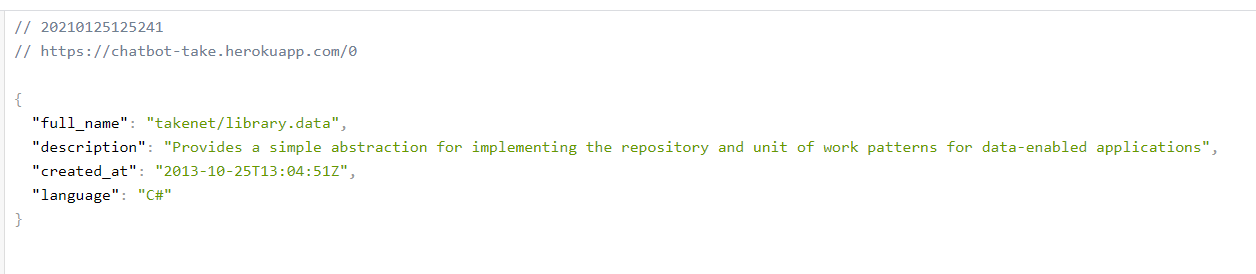 // 20210125125241
// https://chatbot-take.herokuapp.com/0
{
"full_name": "takenet/library.data",
"description": "Provides a simple abstraction for implementing the repository and unit of work patterns for data-enabled applications",
"created_at": "2013-10-25T13:04:51Z",
"language": "C#"
}